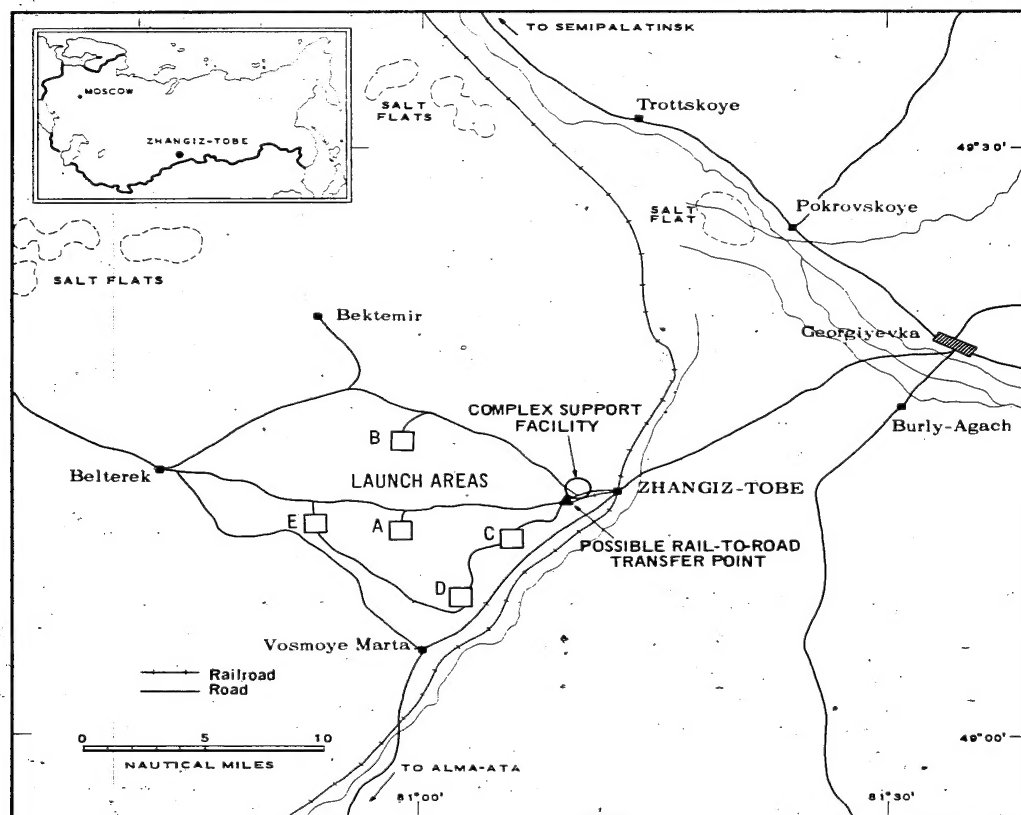 TO SEMIPALATINSK
MOSCOW
ZHANGIZ-TOBE
SALT
FLATS
Trottskoye
49°30'
SALT
FLAT
Pokrovskoye
SALT FLATS
Bektemir
Georgiyevka
COMPLEX SUPPORT
FACILITY
B
Burly-Agach
Belterek
LAUNCH AREAS
ZHANGIZ-TOBE
E
A
C
POSSIBLE RAIL-TO-ROAD
TRANSFER POINT
D
Vosmoye Marta
Railroad
Road
0 5 10
NAUTICAL MILES
49°00'
TO ALMA-ATA
81°00'
81°30'